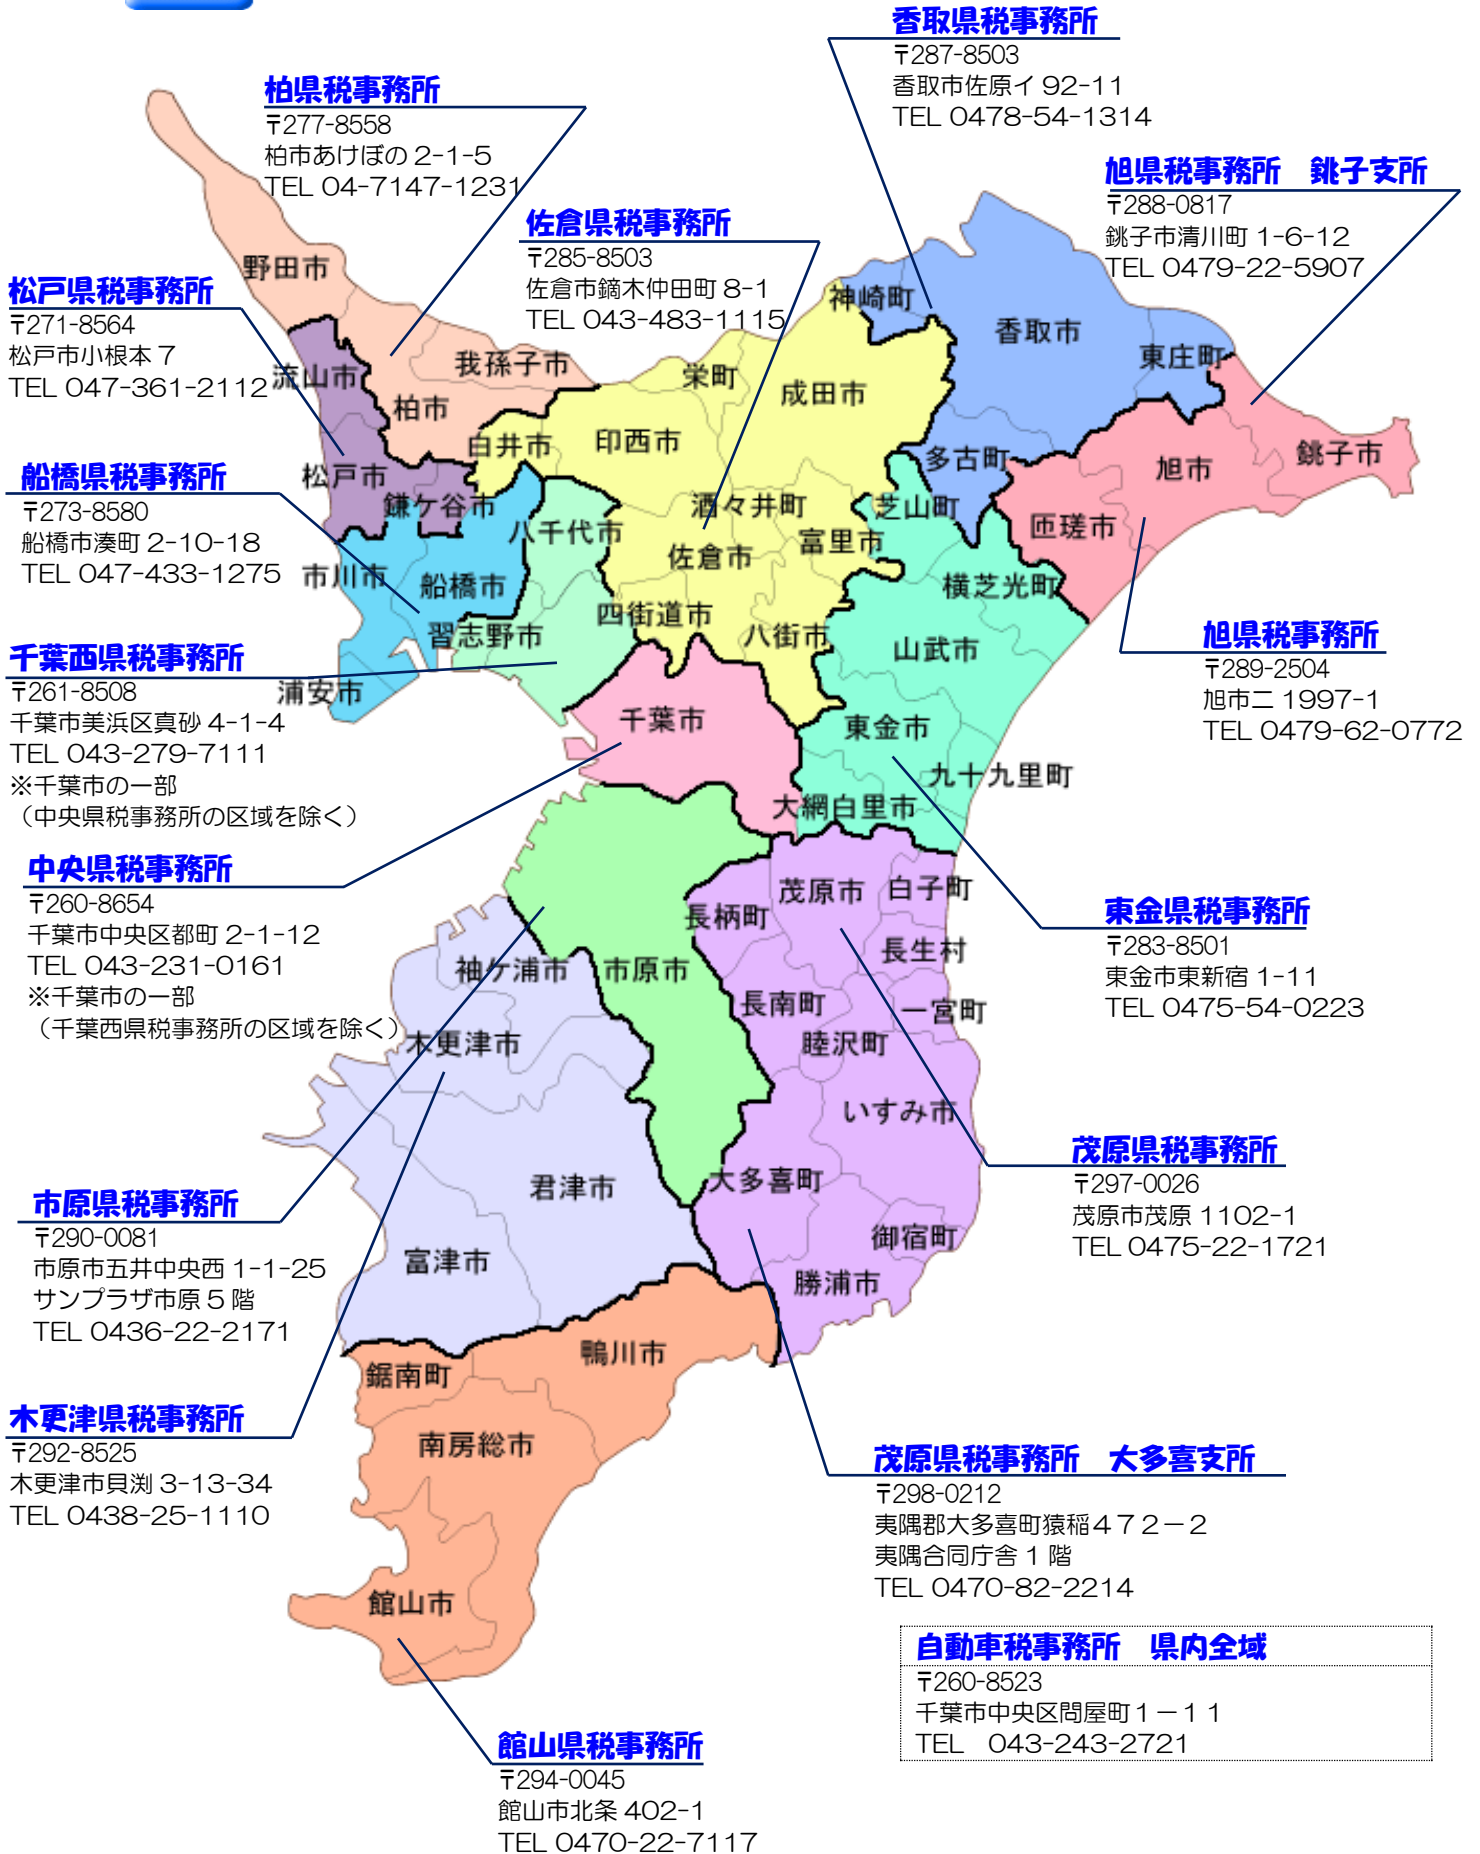 香取県税事務所
〒287-8503
香取市佐原イ 92-11
TEL 0478-54-1314
柏県税事務所
〒277-8558
柏市あけぼの 2-1-5
TEL 04-7147-1231
旭県税事務所　銚子支所
〒288-0817
銚子市清川町 1-6-12
TEL 0479-22-5907
佐倉県税事務所
〒285-8503
佐倉市鏑木仲田町 8-1
TEL 043-483-1115
松戸県税事務所
〒271-8564
松戸市小根本 7
TEL 047-361-2112
船橋県税事務所
〒273-8580
船橋市湊町 2-10-18
TEL 047-433-1275
千葉西県税事務所
〒261-8508
千葉市美浜区真砂 4-1-4
TEL 043-279-7111
※千葉市の一部
（中央県税事務所の区域を除く）
旭県税事務所
〒289-2504
旭市ニ 1997-1
TEL 0479-62-0772
中央県税事務所
〒260-8654
千葉市中央区都町 2-1-12
TEL 043-231-0161
※千葉市の一部
（千葉西県税事務所の区域を除く）
東金県税事務所
〒283-8501
東金市東新宿 1-11
TEL 0475-54-0223
茂原県税事務所
〒297-0026
茂原市茂原 1102-1
TEL 0475-22-1721
市原県税事務所
〒290-0081
市原市五井中央西 1-1-25
サンプラザ市原 5 階
TEL 0436-22-2171
木更津県税事務所
〒292-8525
木更津市貝渕 3-13-34
TEL 0438-25-1110
茂原県税事務所　大多喜支所
〒298-0212
夷隅郡大多喜町猿稲４７２－２
夷隅合同庁舎 1 階
TEL 0470-82-2214
自動車税事務所　県内全域
〒260-8523
千葉市中央区問屋町１－１１
TEL　043-243-2721
館山県税事務所
〒294-0045
館山市北条 402-1
TEL 0470-22-7117
野田市
神崎町
香取市
東庄町
我孫子市
流山市
栄町
成田市
柏市
白井市
印西市
多古町
旭市
銚子市
松戸市
鎌ケ谷市
酒々井町
芝山町
八千代市
富里市
匝瑳市
佐倉市
市川市
船橋市
横芝光町
四街道市
八街市
習志野市
山武市
浦安市
千葉市
東金市
九十九里町
大網白里市
茂原市
白子町
長柄町
長生村
袖ケ浦市
市原市
長南町
一宮町
木更津市
睦沢町
いすみ市
君津市
大多喜町
御宿町
富津市
勝浦市
鴨川市
鋸南町
南房総市
館山市